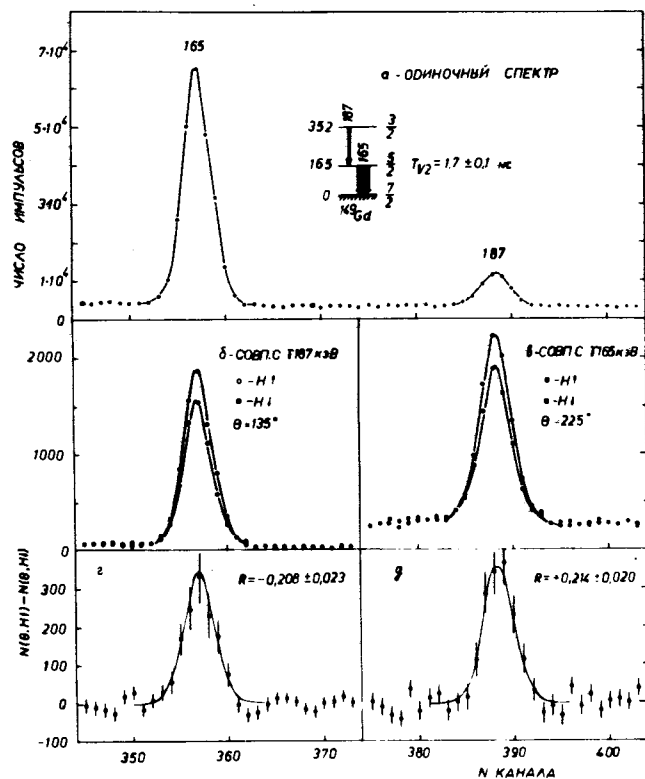 7·10⁴
5·10⁴
3·10⁴
1·10⁴
0
ЧИСЛО ИМПУЛЬСОВ
165
а - ОДИНОЧНЫЙ СПЕКТР
187
352
3/2
165
165
5/2
T1/2 = 1,7 ± 0,1 нс
0
7/2
149Gd
187
2000
1000
0
б - СОВП. С γ187 кэВ
- H↑
- H↓
θ = 135°
в - СОВП. С γ165 кэВ
- H↑
- H↓
θ = 225°
N(θ,H↓) - N(θ,H↑)
300
200
100
0
-100
г
R = -0,208 ± 0,023
д
R = +0,214 ± 0,020
350
360
370
380
390
400
N КАНАЛА